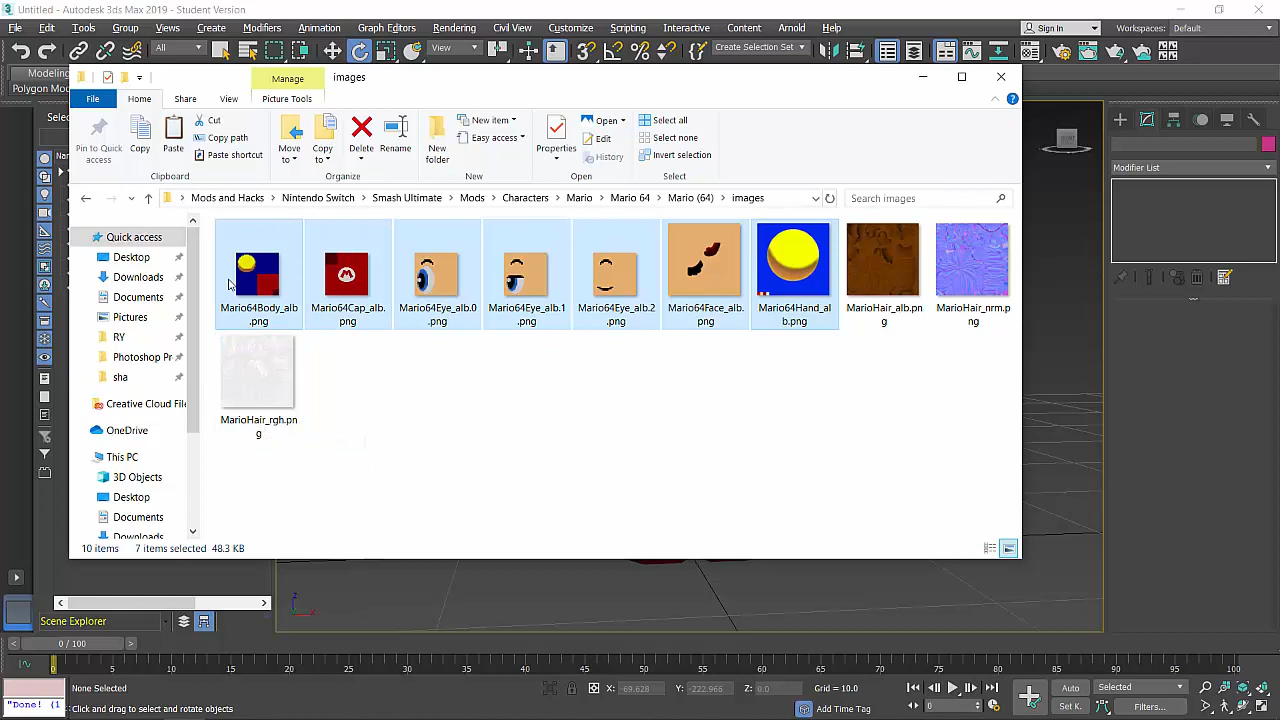 Untitled - Autodesk 3ds Max 2019 - Student Version
File Edit Tools Group Views Create Modifiers Animation Graph Editors Rendering Civil View Customize Scripting Interactive Content Arnold Help Sign In Workspaces: Default
All View Create Selection Set
Modeling
Polygon Mo
Manage images
File Home Share View Picture Tools
Pin to Quick access
Copy
Paste
Cut
Copy path
Paste shortcut
Clipboard
Move to
Copy to
Delete
Rename
Organize
New folder
New item
Easy access
New
Properties
Open
Edit
History
Open
Select all
Select none
Invert selection
Select
Modifier List
Mods and Hacks Nintendo Switch Smash Ultimate Mods Characters Mario Mario 64 Mario (64) images Search images
Quick access
Desktop
Downloads
Documents
Pictures
RY
Photoshop Pr
sha
Creative Cloud File
OneDrive
This PC
3D Objects
Desktop
Documents
Downloads
Mario64Body_alb.png
Mario64Cap_alb.png
Mario64Eye_alb.0.png
Mario64Eye_alb.1.png
Mario64Eye_alb.2.png
Mario64Face_alb.png
Mario64Hand_alb.png
MarioHair_alb.png
MarioHair_nrm.png
MarioHair_rgh.png
10 items 7 items selected 48.3 KB
Selec
Na
Scene Explorer
0 / 100
0 5 10 15 20 25 30 35 40 45 50 55 60 65 70 75 80 85 90 95 100
None Selected X: -69.628 Y: -222.966 Z: 0.0 Grid = 10.0 Auto Selected
"Done! (1 Click and drag to select and rotate objects Add Time Tag 0 Set K. Filters...